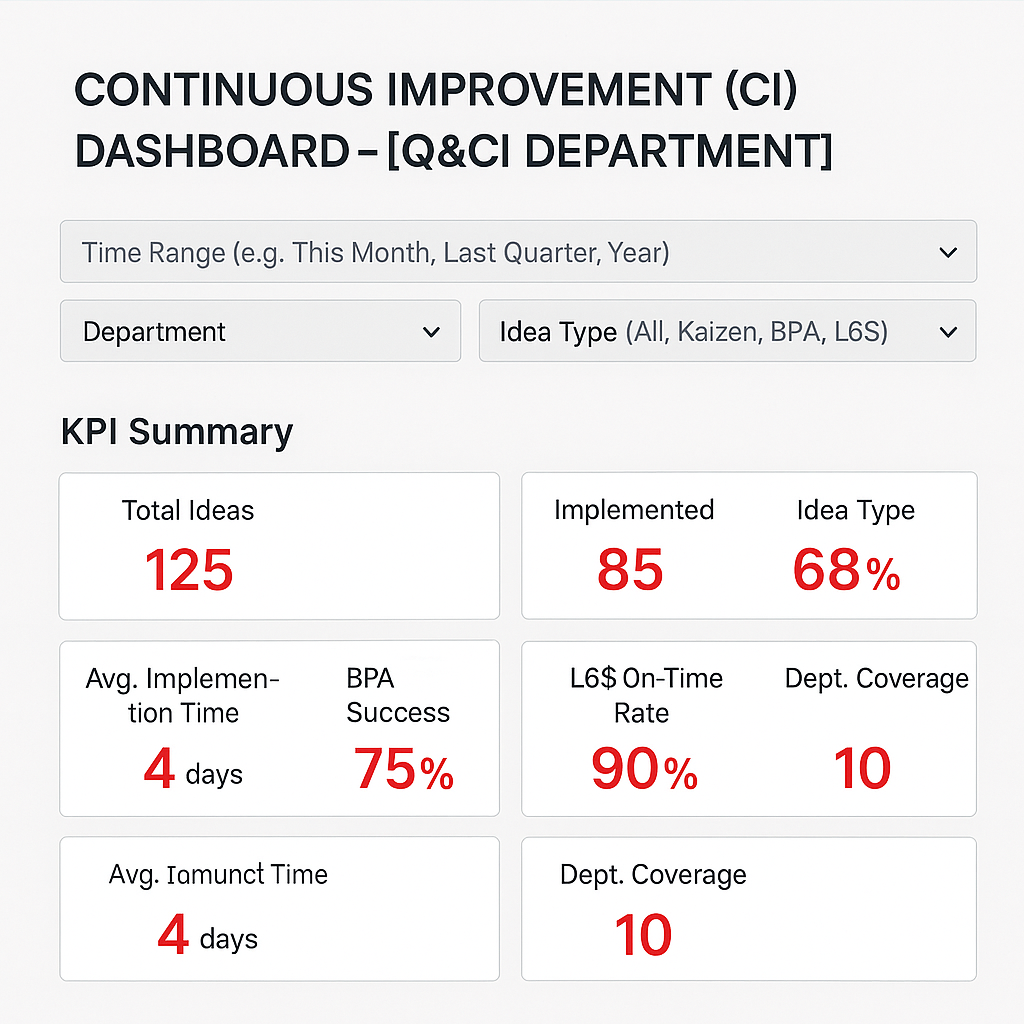 CONTINUOUS IMPROVEMENT (CI)
DASHBOARD – [Q&CI DEPARTMENT]
Time Range (e.g. This Month, Last Quarter, Year)
Department
Idea Type (All, Kaizen, BPA, L6S)
KPI Summary
Total Ideas
125
Implemented
85
Idea Type
68%
Avg. Implemen-
tion Time
4 days
BPA
Success
75%
L6$ On-Time
Rate
90%
Dept. Coverage
10
Avg. Iamunct Time
4 days
Dept. Coverage
10